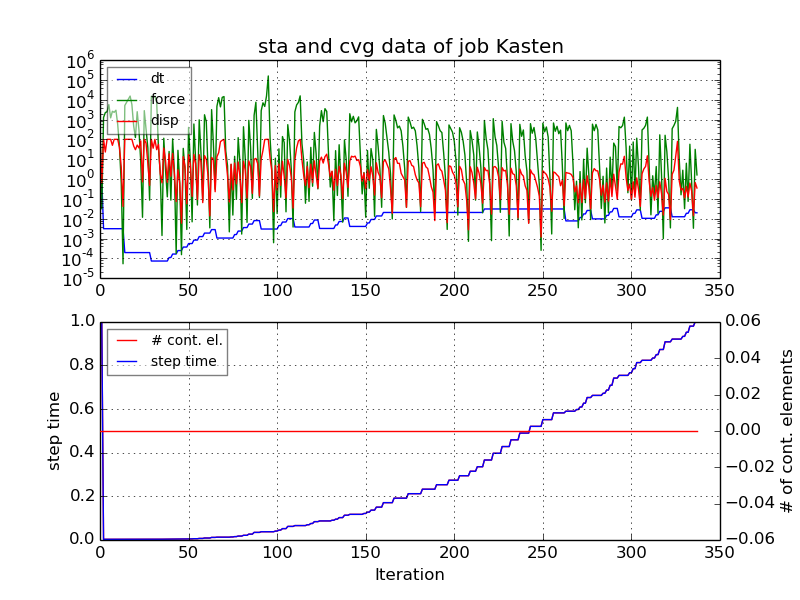 sta and cvg data of job Kasten
10^6
10^5
10^4
10^3
10^2
10^1
10^0
10^-1
10^-2
10^-3
10^-4
10^-5
dt
force
disp
0 50 100 150 200 250 300 350
step time
1.0
0.8
0.6
0.4
0.2
0.0
# cont. el.
step time
0.06
0.04
0.02
0.00
−0.02
−0.04
−0.06
# of cont. elements
0 50 100 150 200 250 300 350
Iteration